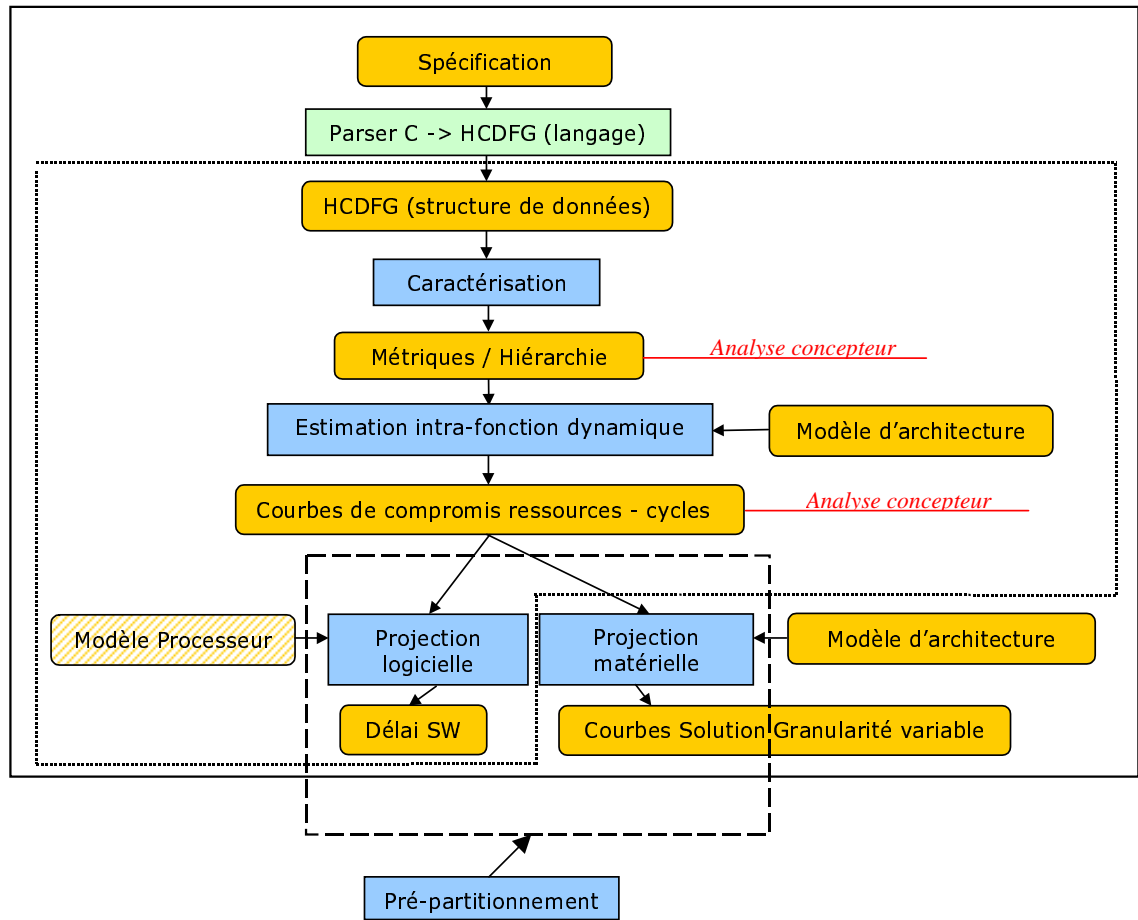 Spécification
Parser C -> HCDFG (langage)
HCDFG (structure de données)
Caractérisation
Métriques / Hiérarchie
Analyse concepteur
Estimation intra-fonction dynamique
Modèle d’architecture
Courbes de compromis ressources - cycles
Analyse concepteur
Modèle Processeur
Projection
logicielle
Projection
matérielle
Modèle d’architecture
Délai SW
Courbes Solution Granularité variable
Pré-partitionnement